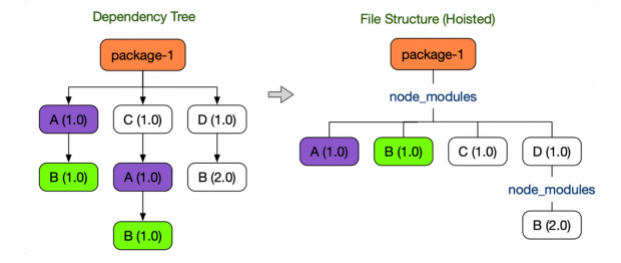 Dependency Tree
File Structure (Hoisted)
package-1
package-1
node_modules
A (1.0)
C (1.0)
D (1.0)
A (1.0)
B (1.0)
C (1.0)
D (1.0)
B (1.0)
A (1.0)
B (2.0)
node_modules
B (1.0)
B (2.0)